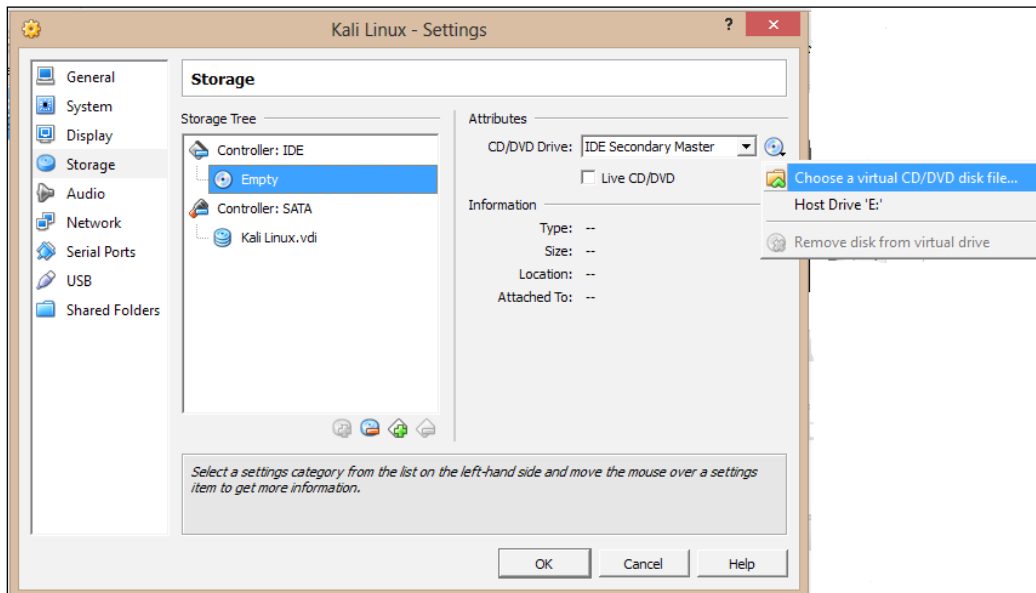 Kali Linux - Settings
?
General
System
Display
Storage
Audio
Network
Serial Ports
USB
Shared Folders
Storage
Storage Tree
Controller: IDE
Empty
Controller: SATA
Kali Linux.vdi
Attributes
CD/DVD Drive: IDE Secondary Master
Live CD/DVD
Information
Type: --
Size: --
Location: --
Attached To: --
Choose a virtual CD/DVD disk file...
Host Drive 'E:'
Remove disk from virtual drive
Select a settings category from the list on the left-hand side and move the mouse over a settings
item to get more information.
OK Cancel Help